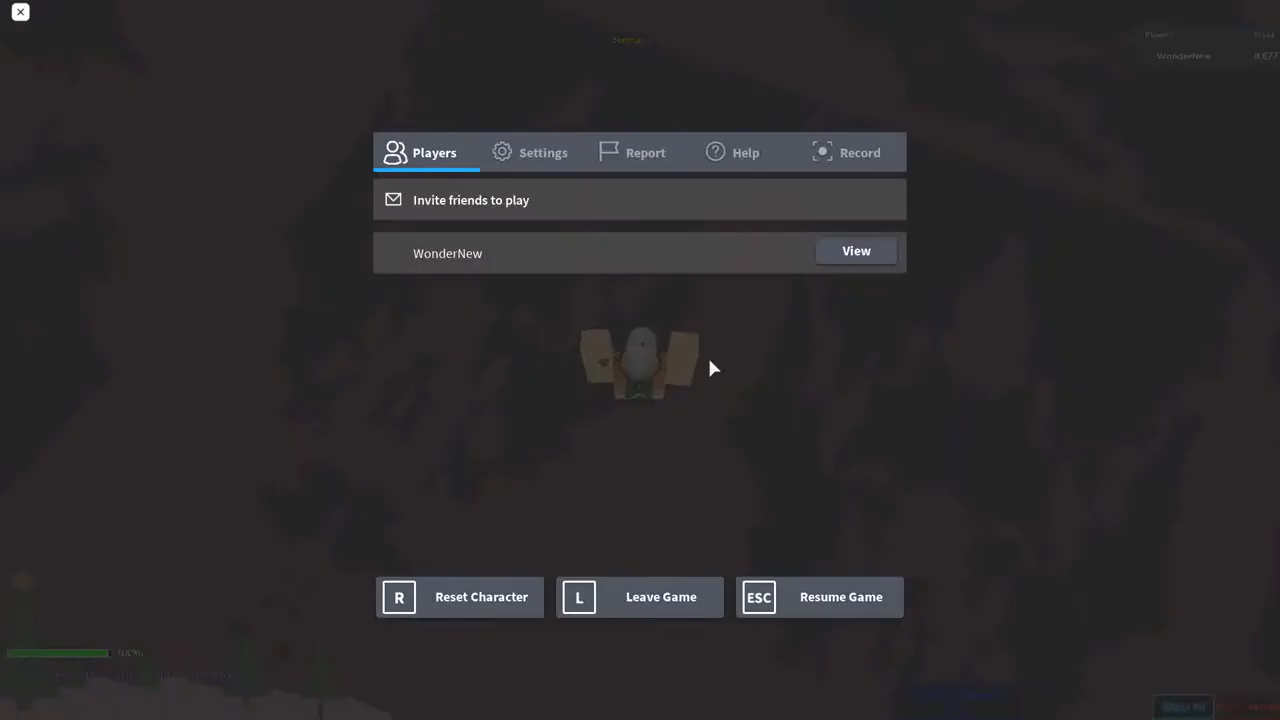 Player
WonderNew
Players
Settings
Report
Help
Record
Invite friends to play
WonderNew
View
R Reset Character
L Leave Game
ESC Resume Game